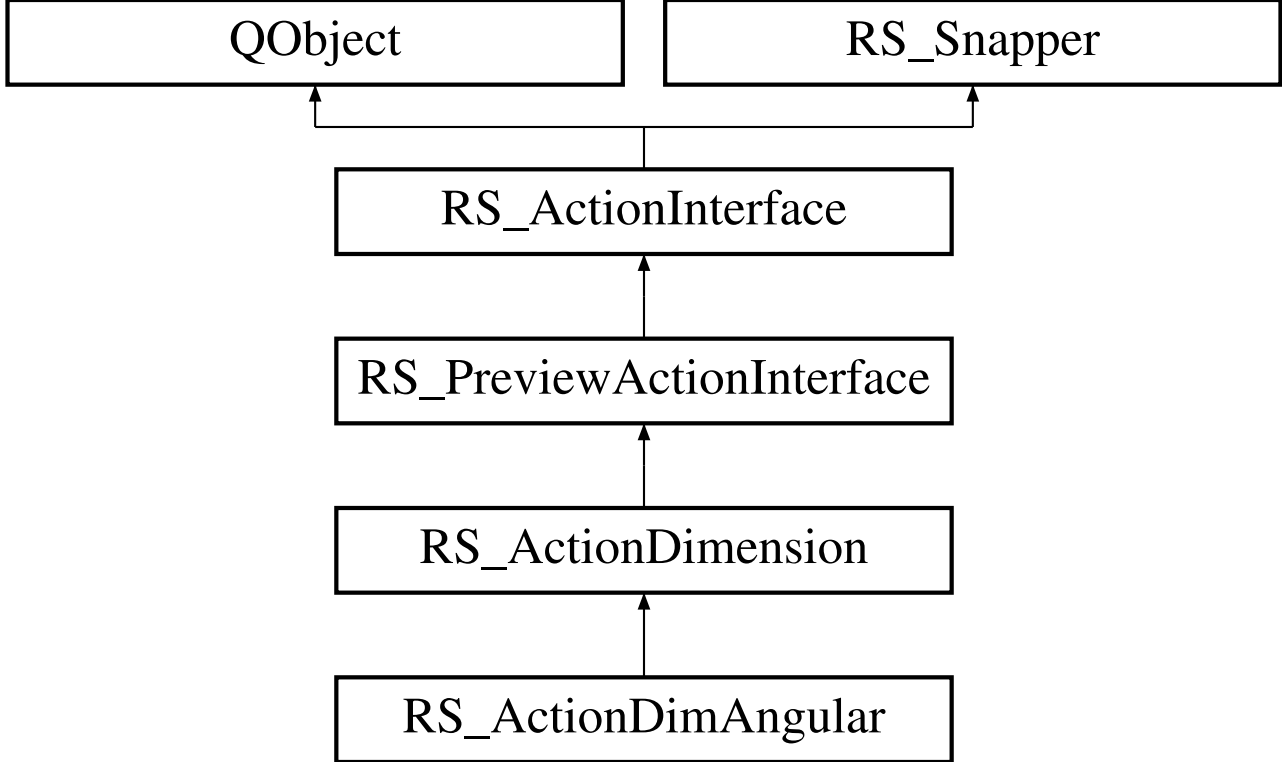 QObject
RS_Snapper
RS_ActionInterface
RS_PreviewActionInterface
RS_ActionDimension
RS_ActionDimAngular